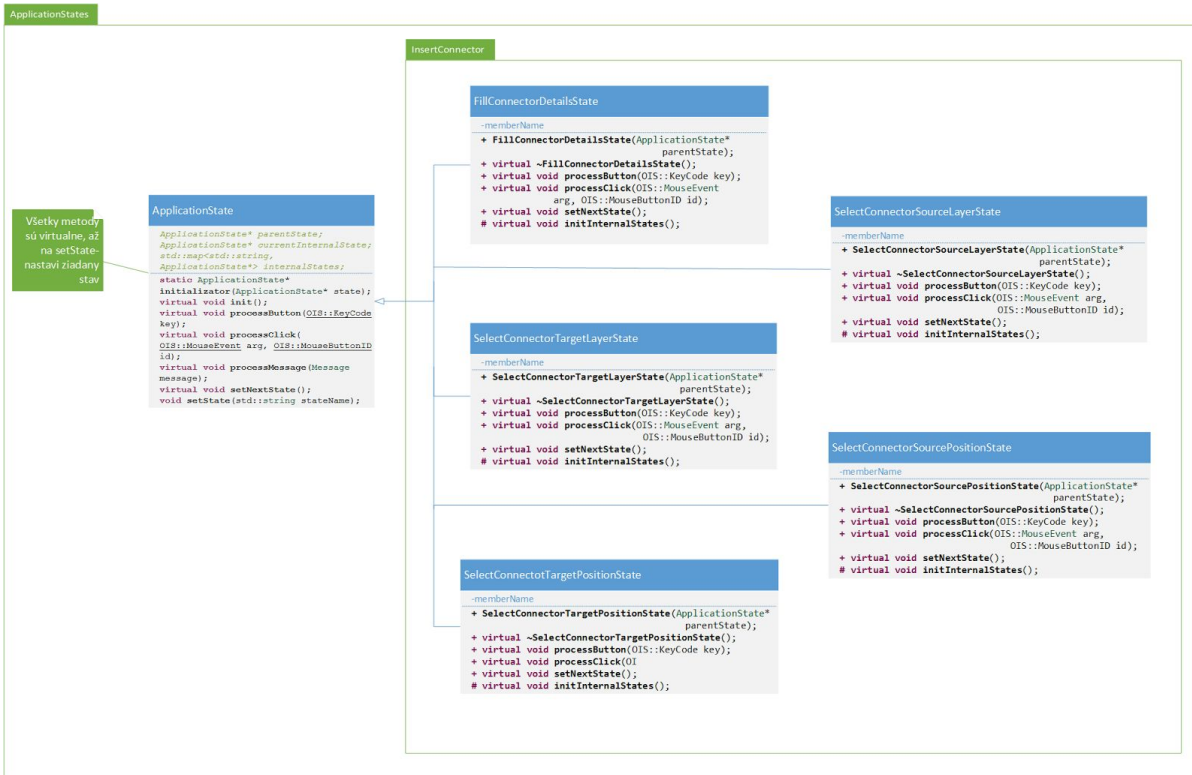 ApplicationStates
InsertConnector
FillConnectorDetailsState
-memberName
+ FillConnectorDetailsState(ApplicationState*
parentState);
+ virtual ~FillConnectorDetailsState();
+ virtual void processButton(OIS::KeyCode key);
+ virtual void processClick(OIS::MouseEvent
arg, OIS::MouseButtonID id);
+ virtual void setNextState();
# virtual void initInternalStates();
Všetky metody
sú virtualne, až
na setState-
nastavi ziadany
stav
ApplicationState
ApplicationState* parentState;
ApplicationState* currentInternalState;
std::map<std::string,
ApplicationState*> internalStates;
static ApplicationState*
initializator(ApplicationState* state);
virtual void init();
virtual void processButton(OIS::KeyCode
key);
virtual void processClick(
OIS::MouseEvent arg, OIS::MouseButtonID
id);
virtual void processMessage(Message
message);
virtual void setNextState();
void setState(std::string stateName);
SelectConnectorSourceLayerState
-memberName
+ SelectConnectorSourceLayerState(ApplicationState*
parentState);
+ virtual ~SelectConnectorSourceLayerState();
+ virtual void processButton(OIS::KeyCode key);
+ virtual void processClick(OIS::MouseEvent arg,
OIS::MouseButtonID id);
+ virtual void setNextState();
# virtual void initInternalStates();
SelectConnectorTargetLayerState
-memberName
+ SelectConnectorTargetLayerState(ApplicationState*
parentState);
+ virtual ~SelectConnectorTargetLayerState();
+ virtual void processButton(OIS::KeyCode key);
+ virtual void processClick(OIS::MouseEvent arg,
OIS::MouseButtonID id);
+ virtual void setNextState();
# virtual void initInternalStates();
SelectConnectorSourcePositionState
-memberName
+ SelectConnectorSourcePositionState(ApplicationState*
parentState);
+ virtual ~SelectConnectorSourcePositionState();
+ virtual void processButton(OIS::KeyCode key);
+ virtual void processClick(OIS::MouseEvent arg,
OIS::MouseButtonID id);
+ virtual void setNextState();
# virtual void initInternalStates();
SelectConnectotTargetPositionState
-memberName
+ SelectConnectorTargetPositionState(ApplicationState*
parentState);
+ virtual ~SelectConnectorTargetPositionState();
+ virtual void processButton(OIS::KeyCode key);
+ virtual void processClick(OI
+ virtual void setNextState();
# virtual void initInternalStates();